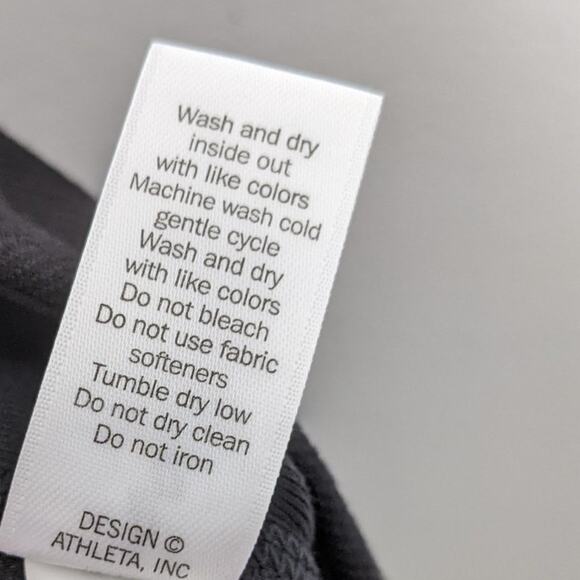 Wash and dry
inside out
with like colors
Machine wash cold
gentle cycle
Wash and dry
with like colors
Do not bleach
Do not use fabric
softeners
Tumble dry low
Do not dry clean
Do not iron
DESIGN ©
ATHLETA, INC